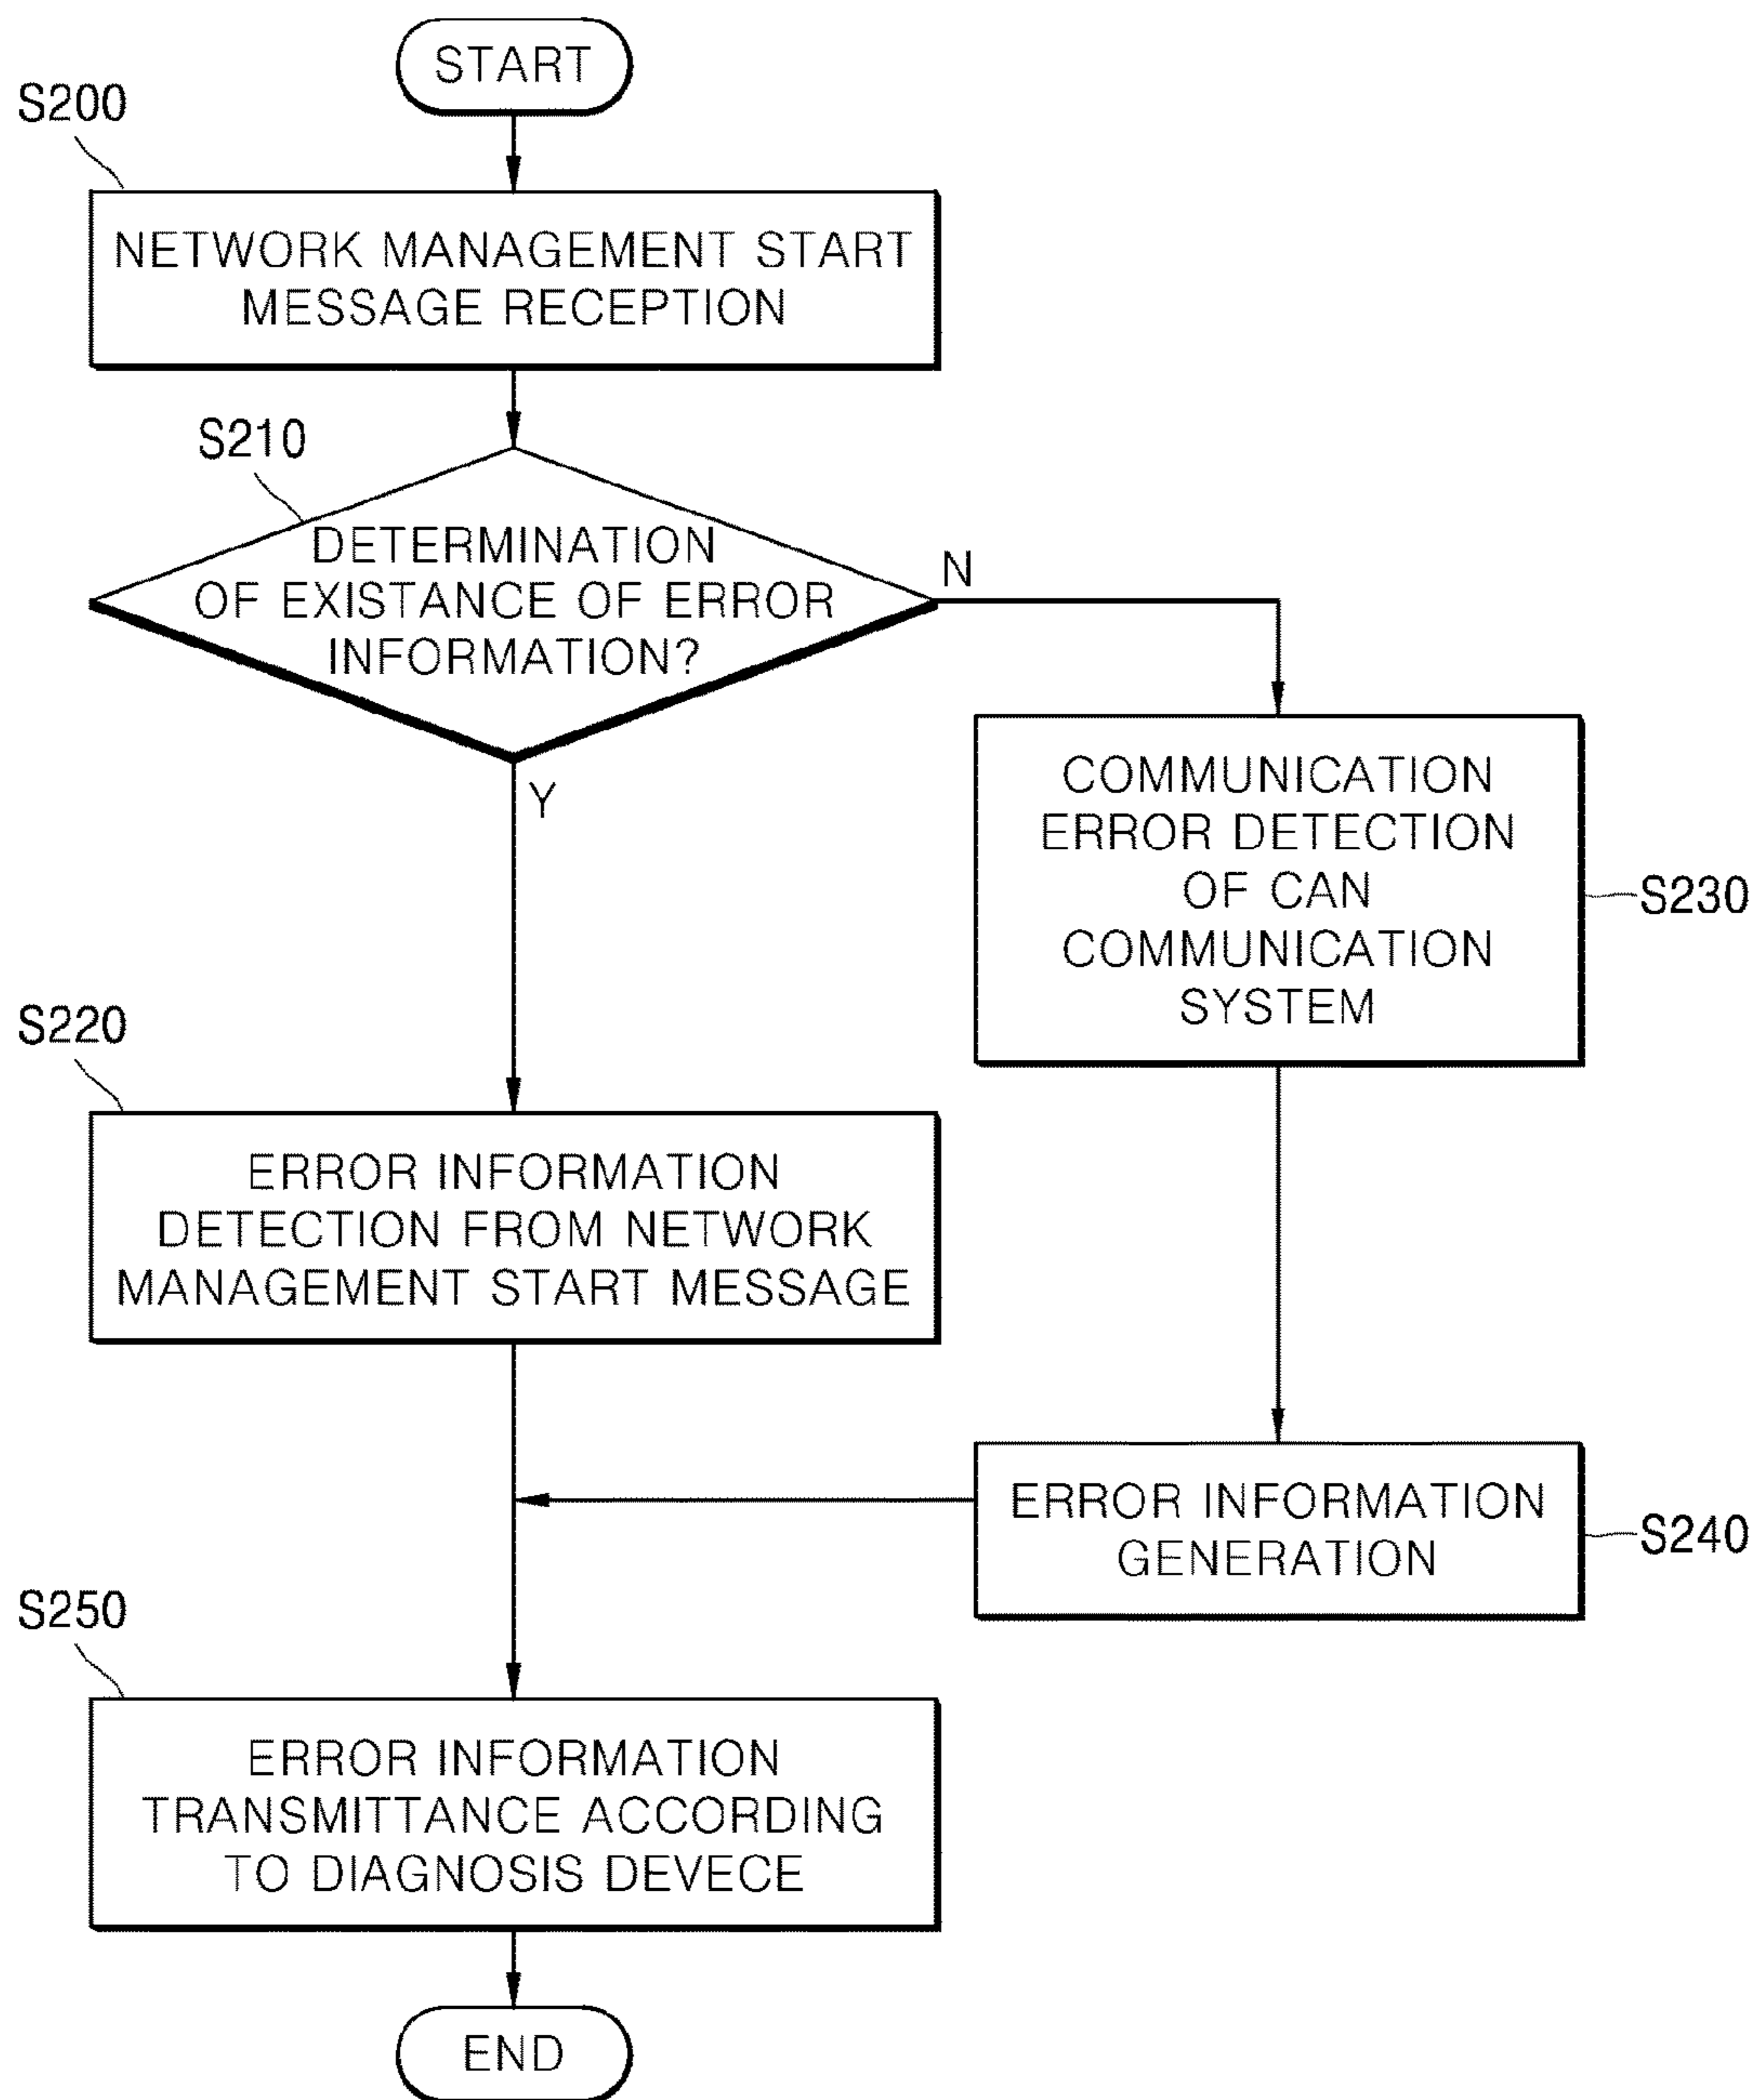 START
S200
NETWORK MANAGEMENT START
MESSAGE RECEPTION
S210
DETERMINATION
OF EXISTANCE OF ERROR
INFORMATION?
N
Y
COMMUNICATION
ERROR DETECTION
OF CAN
COMMUNICATION
SYSTEM
S230
S220
ERROR INFORMATION
DETECTION FROM NETWORK
MANAGEMENT START MESSAGE
ERROR INFORMATION
GENERATION
S240
S250
ERROR INFORMATION
TRANSMITTANCE ACCORDING
TO DIAGNOSIS DEVECE
END